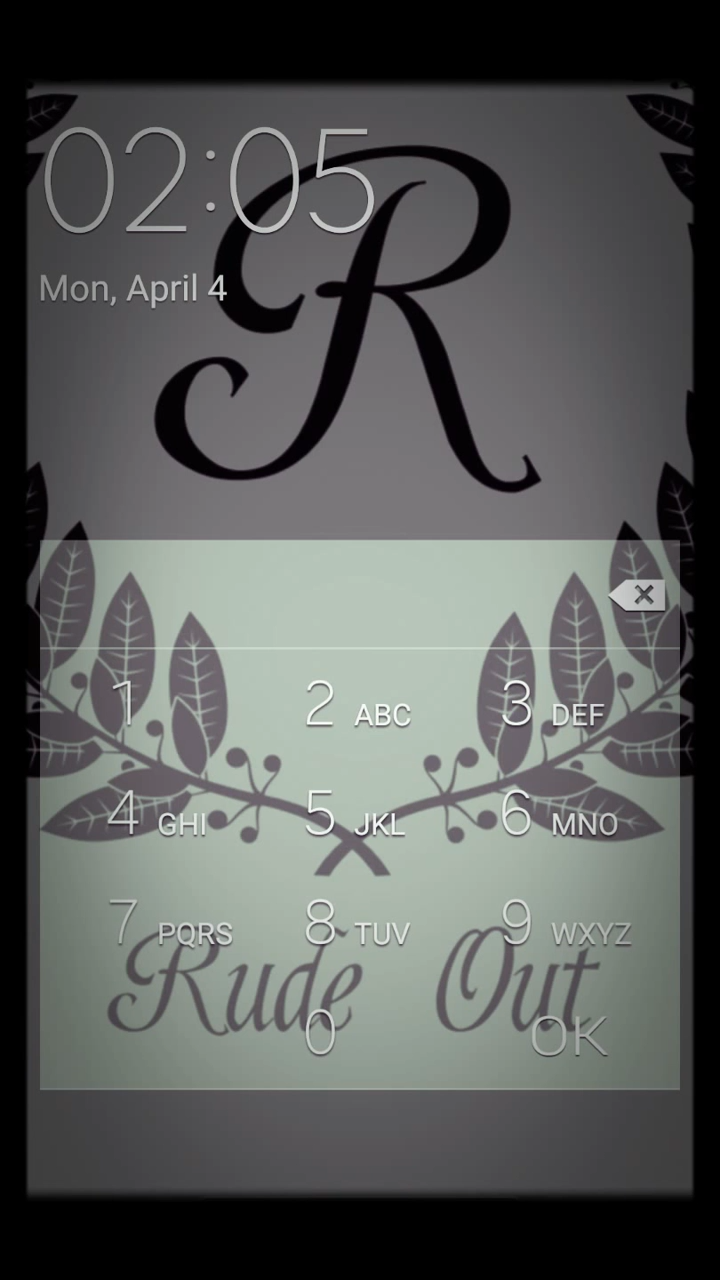 02:05
R
Mon, April 4
1
2 ABC
3 DEF
4 GHI
5 JKL
6 MNO
7 PQRS
8 TUV
9 WXYZ
Rude Out
0
OK